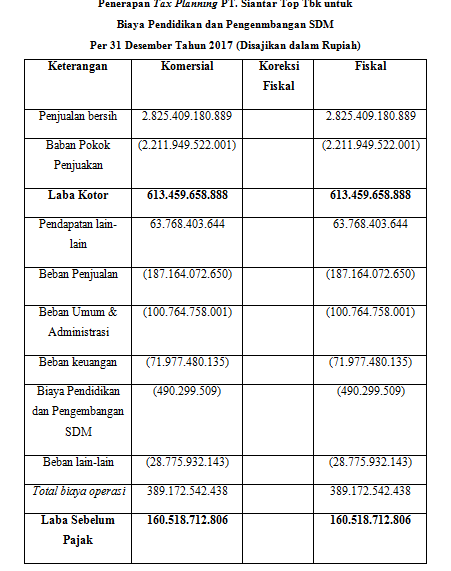 Penerapan Tax Planning PT. Siantar Top Tbk untuk
Biaya Pendidikan dan Pengenmbangan SDM
Per 31 Desember Tahun 2017 (Disajikan dalam Rupiah)
Keterangan Komersial Koreksi Fiskal
Fiskal
Penjualan bersih 2.825.409.180.889 2.825.409.180.889
Baban Pokok (2.211.949.522.001) (2.211.949.522.001)
Penjuakan
Laba Kotor 613.459.658.888 613.459.658.888
Pendapatan lain- 63.768.403.644 63.768.403.644
lain
Beban Penjualan (187.164.072.650) (187.164.072.650)
Beban Umum & (100.764.758.001) (100.764.758.001)
Administrasi
Beban keuangan (71.977.480.135) (71.977.480.135)
Biaya Pendidikan (490.299.509) (490.299.509)
dan Pengembangan
SDM
Beban lain-lain (28.775.932.143) (28.775.932.143)
Total biaya operasi 389.172.542.438 389.172.542.438
Laba Sebelum 160.518.712.806 160.518.712.806
Pajak